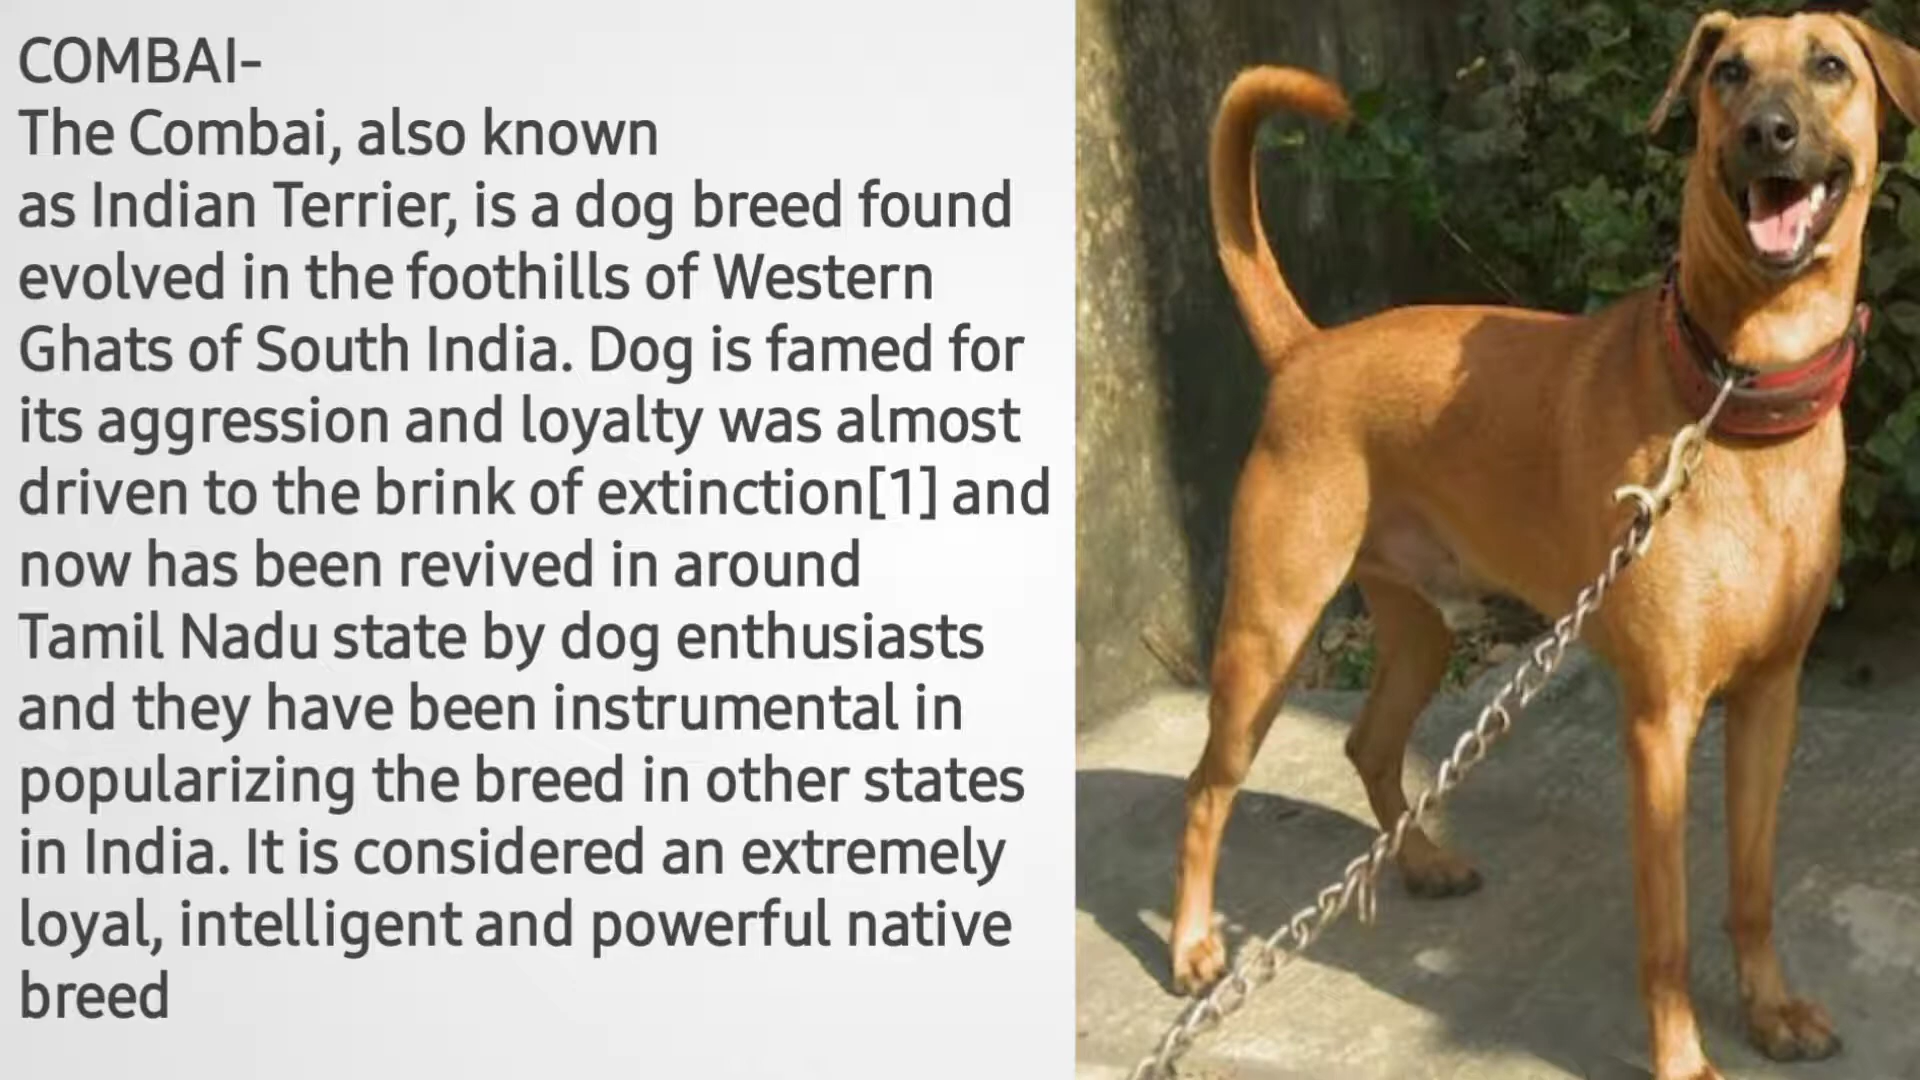 COMBAI-
The Combai, also known
as Indian Terrier, is a dog breed found
evolved in the foothills of Western
Ghats of South India. Dog is famed for
its aggression and loyalty was almost
driven to the brink of extinction[1] and
now has been revived in around
Tamil Nadu state by dog enthusiasts
and they have been instrumental in
popularizing the breed in other states
in India. It is considered an extremely
loyal, intelligent and powerful native
breed